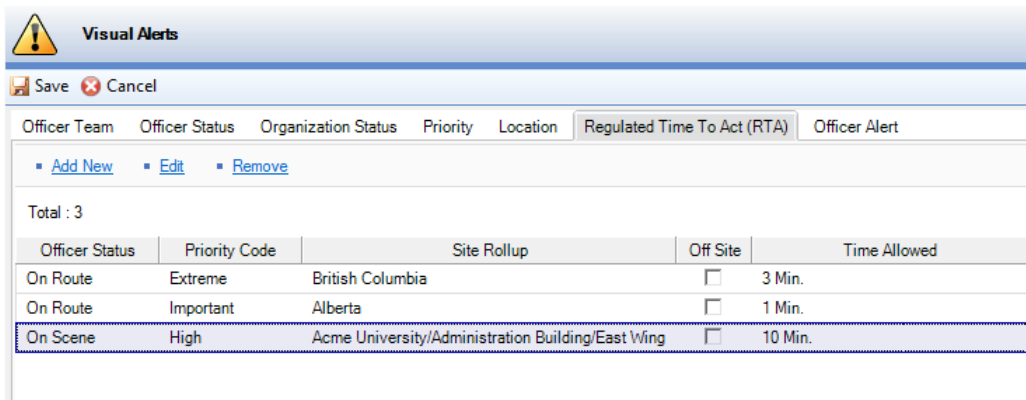 Visual Alerts
Save Cancel
Officer Team Officer Status Organization Status Priority Location Regulated Time To Act (RTA) Officer Alert
Add New Edit Remove
Total : 3
Officer Status Priority Code Site Rollup Off Site Time Allowed
On Route Extreme British Columbia 3 Min.
On Route Important Alberta 1 Min.
On Scene High Acme University/Administration Building/East Wing 10 Min.